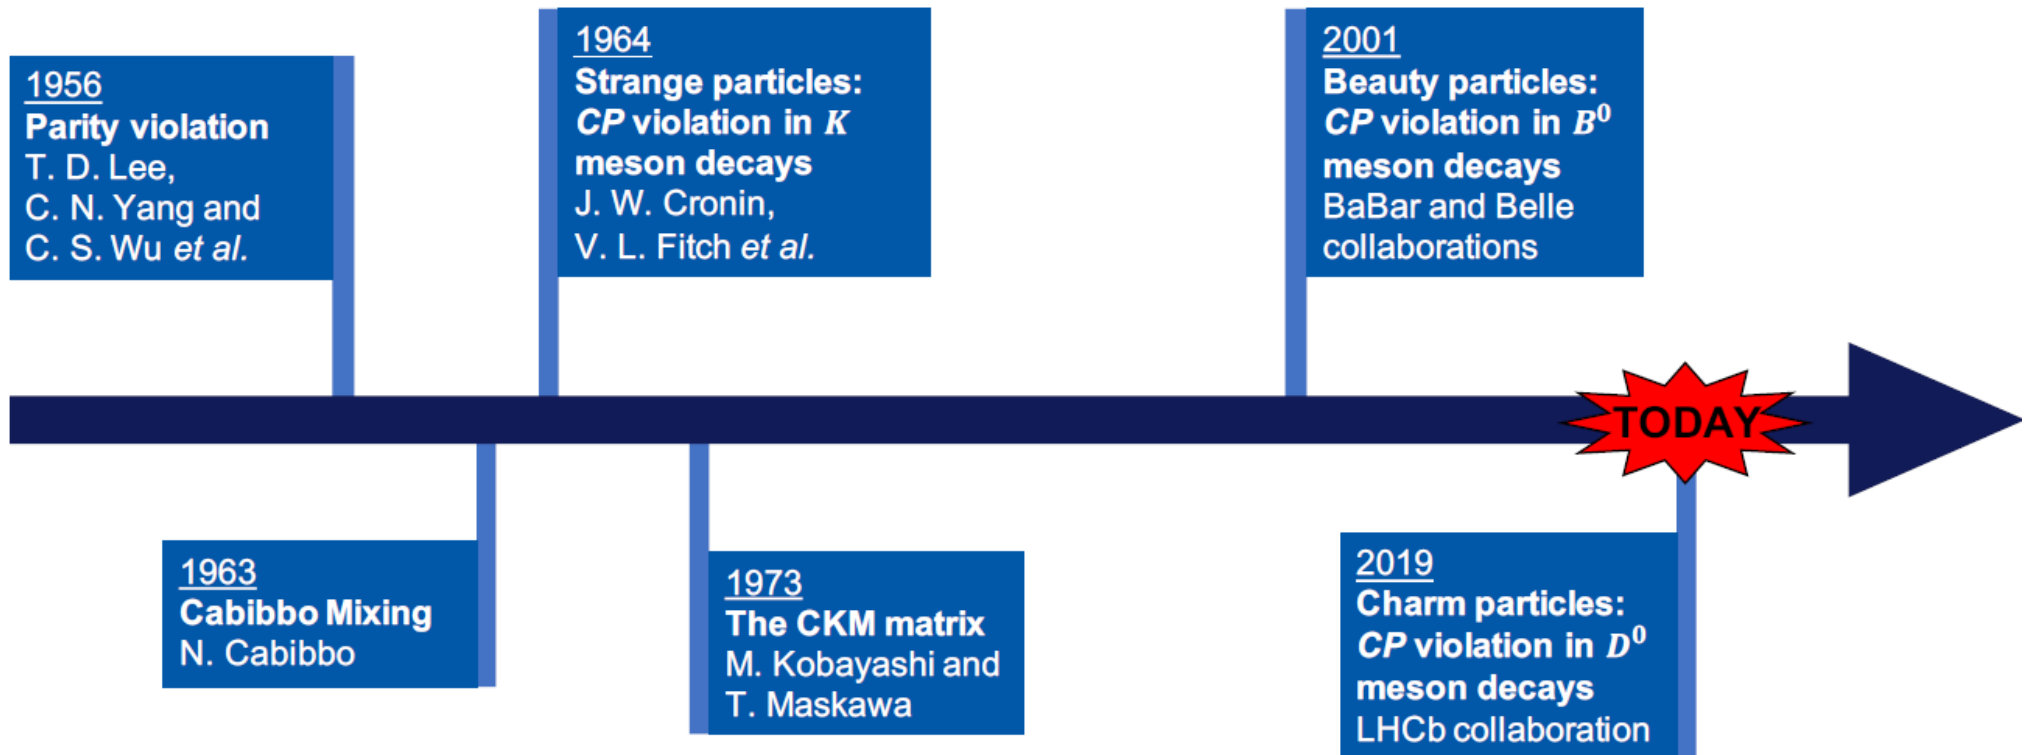 1956
Parity violation
T. D. Lee,
C. N. Yang and
C. S. Wu et al.
1964
Strange particles:
CP violation in K
meson decays
J. W. Cronin,
V. L. Fitch et al.
2001
Beauty particles:
CP violation in B⁰
meson decays
BaBar and Belle
collaborations
TODAY
1963
Cabibbo Mixing
N. Cabibbo
1973
The CKM matrix
M. Kobayashi and
T. Maskawa
2019
Charm particles:
CP violation in D⁰
meson decays
LHCb collaboration